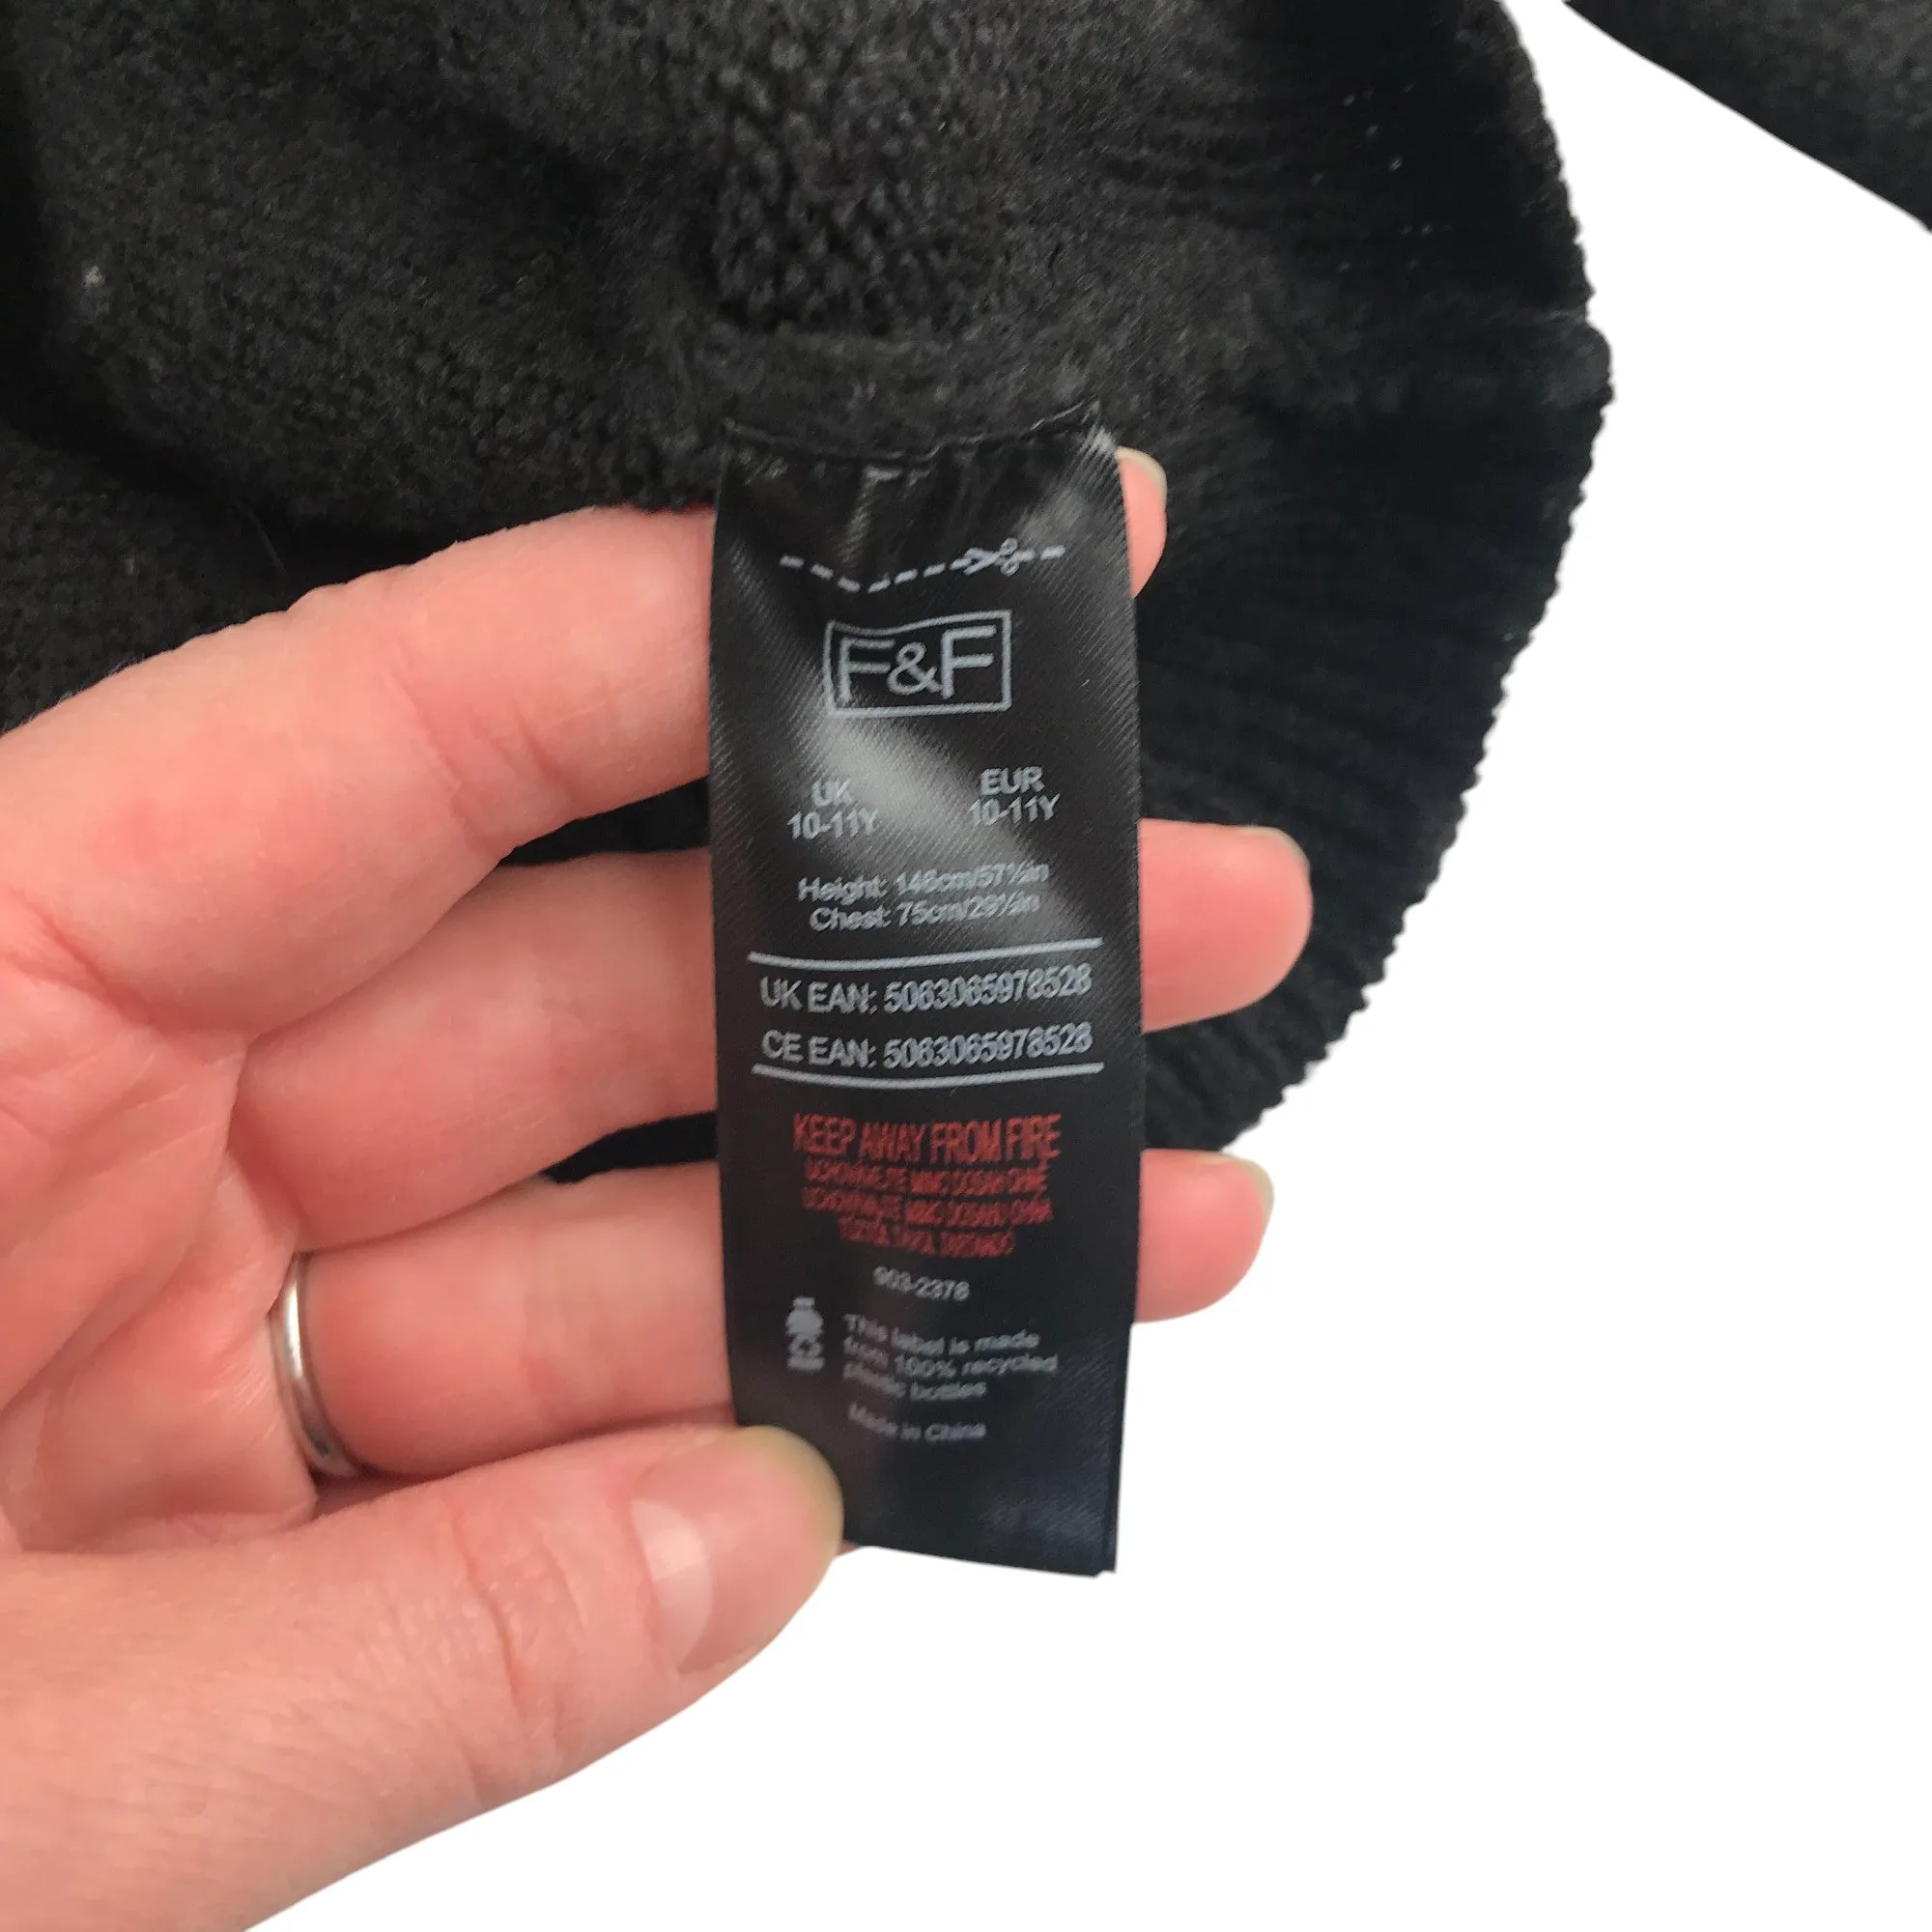 F&F
UK EUR
10-11Y 10-11Y
Height: 146cm/57½in
Chest: 75cm/29½in
UK EAN: 5063065978528
CE EAN: 5063065978528
KEEP AWAY FROM FIRE
903-2378
This label is made
from 100% recycled
plastic bottles
Made in China